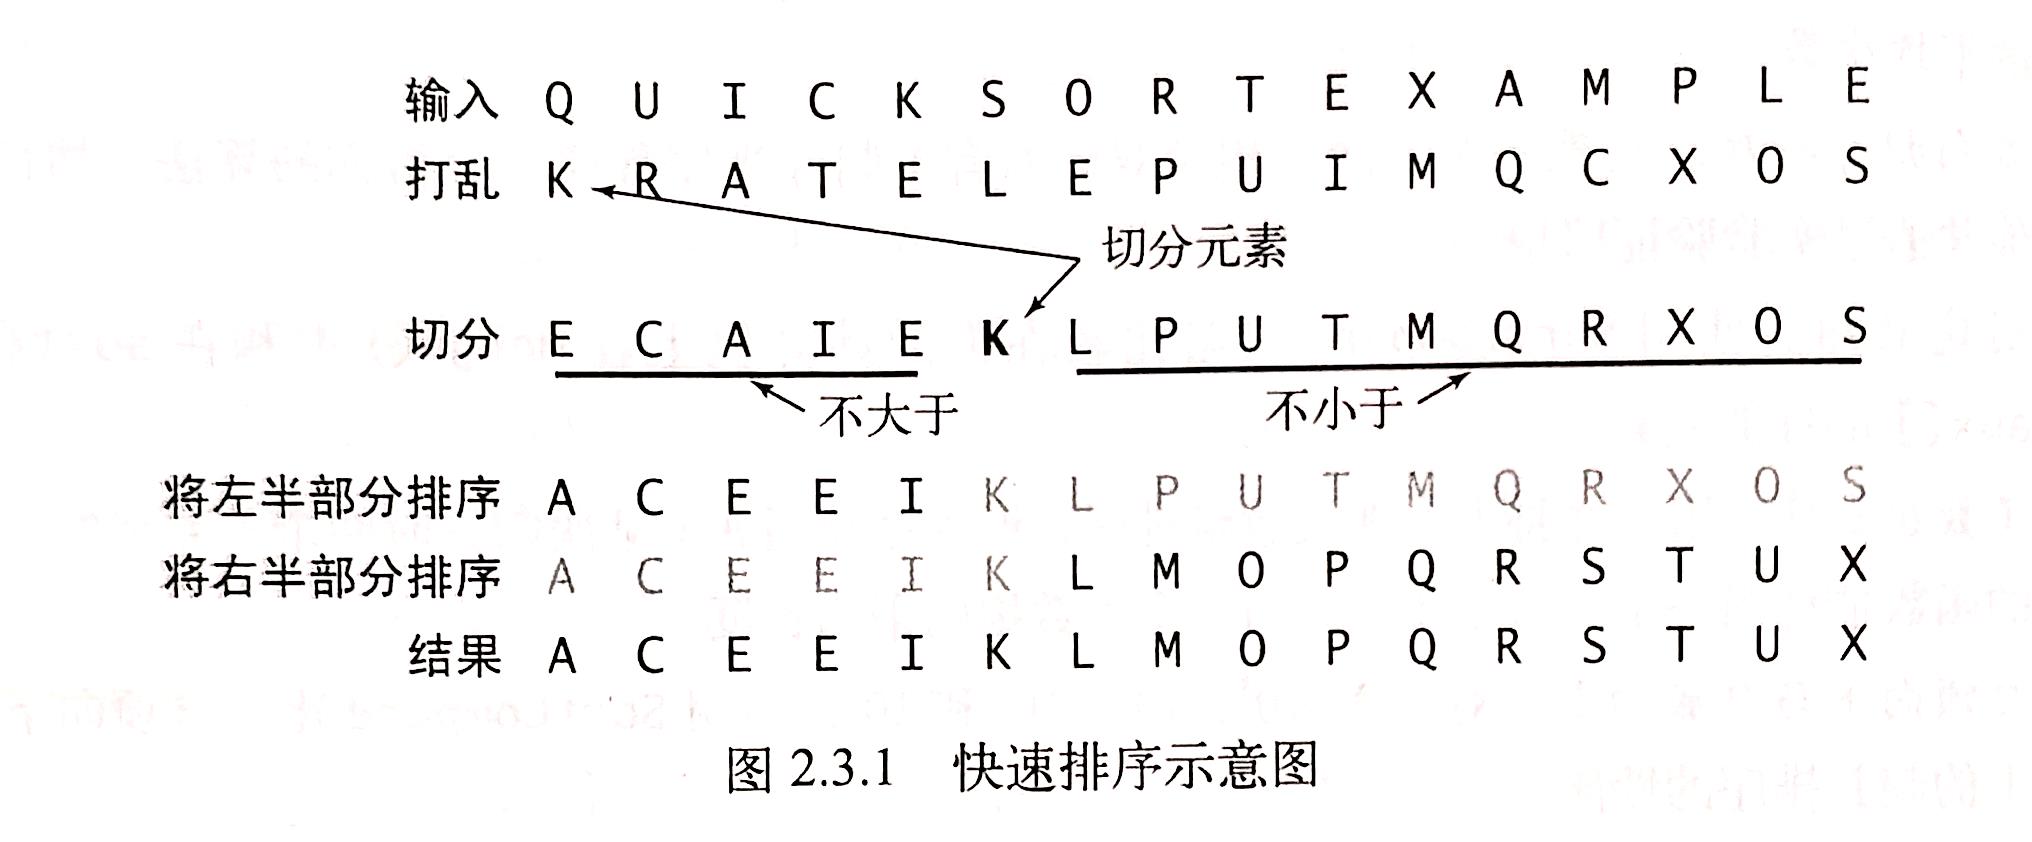 输入 Q U I C K S O R T E X A M P L E
打乱 K R A T E L E P U I M Q C X O S
切分元素
切分 E C A I E K L P U T M Q R X O S
不大于 不小于
将左半部分排序 A C E E I K L P U T M Q R X O S
将右半部分排序 A C E E I K L M O P Q R S T U X
结果 A C E E I K L M O P Q R S T U X
图 2.3.1 快速排序示意图